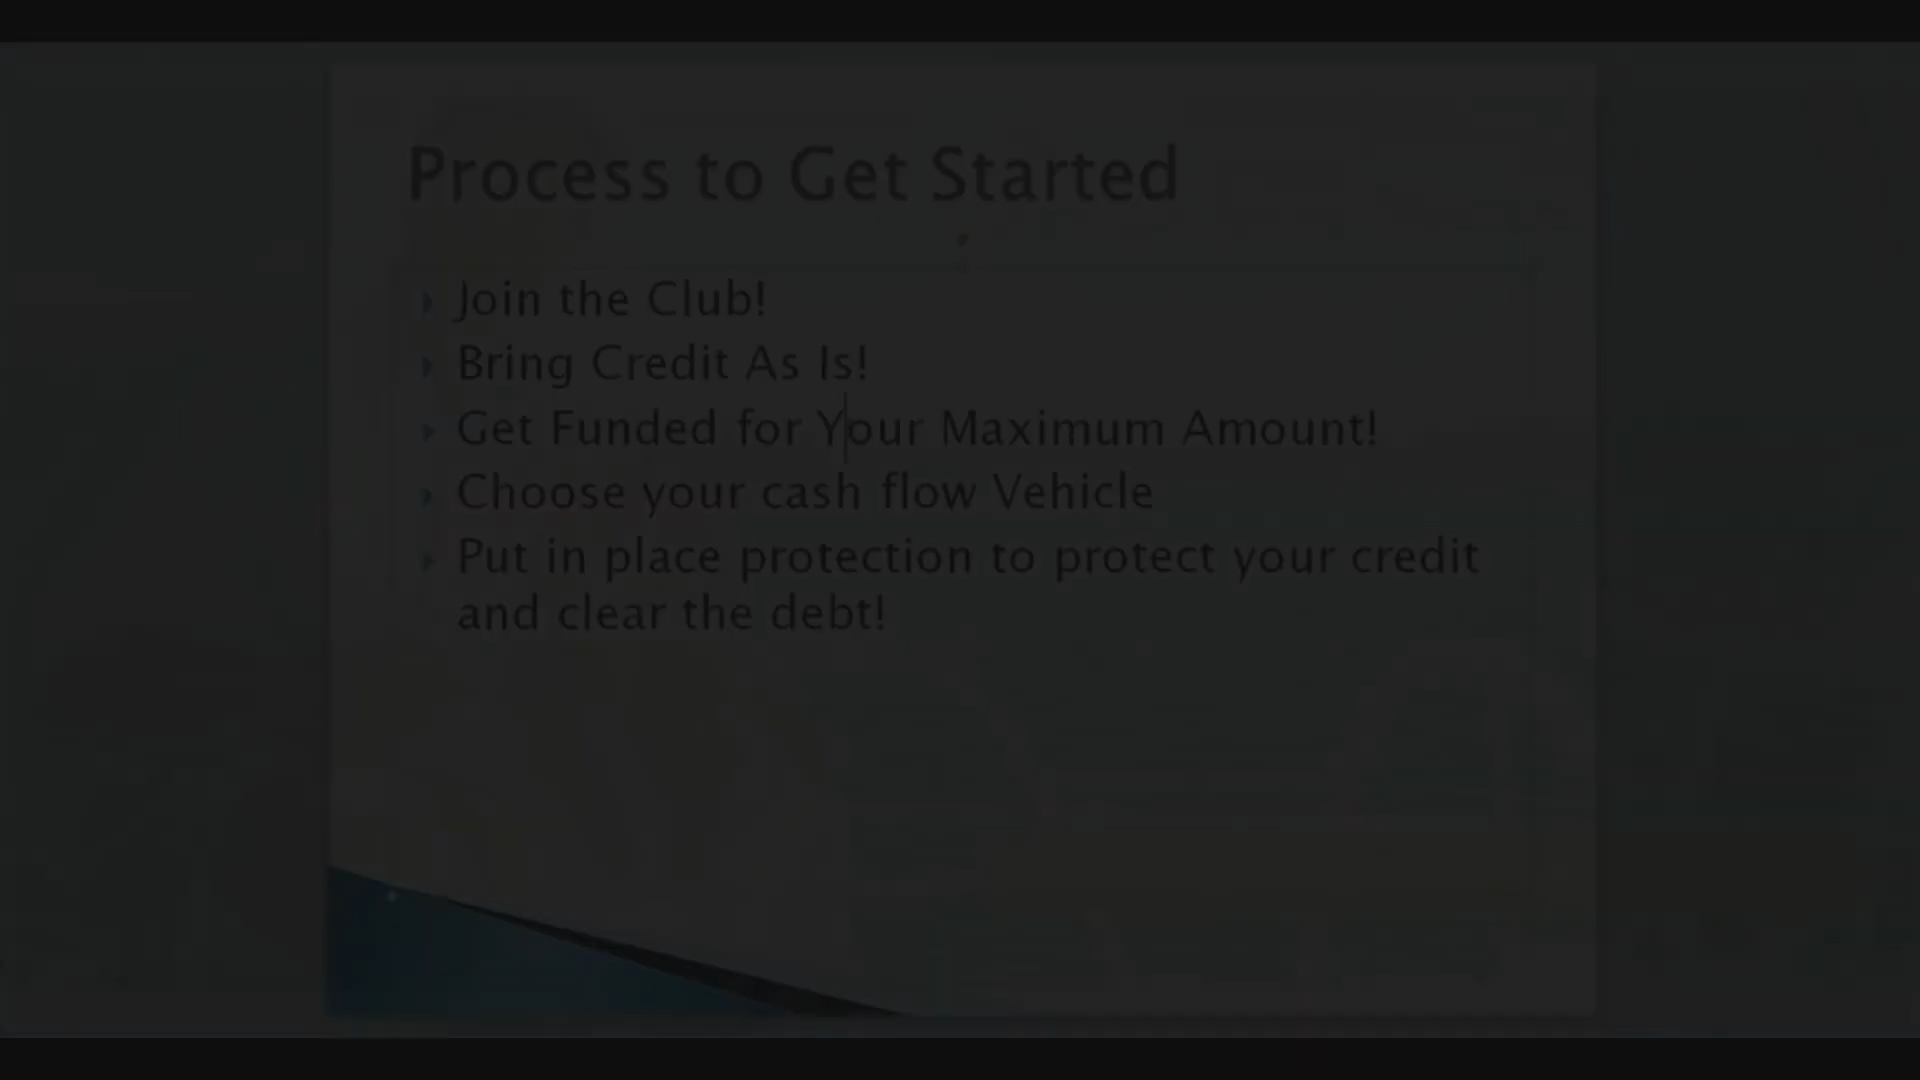 Process to Get Started
Join the Club!
Bring Credit As Is!
Get Funded for Your Maximum Amount!
Choose your cash flow Vehicle
Put in place protection to protect your credit
and clear the debt!